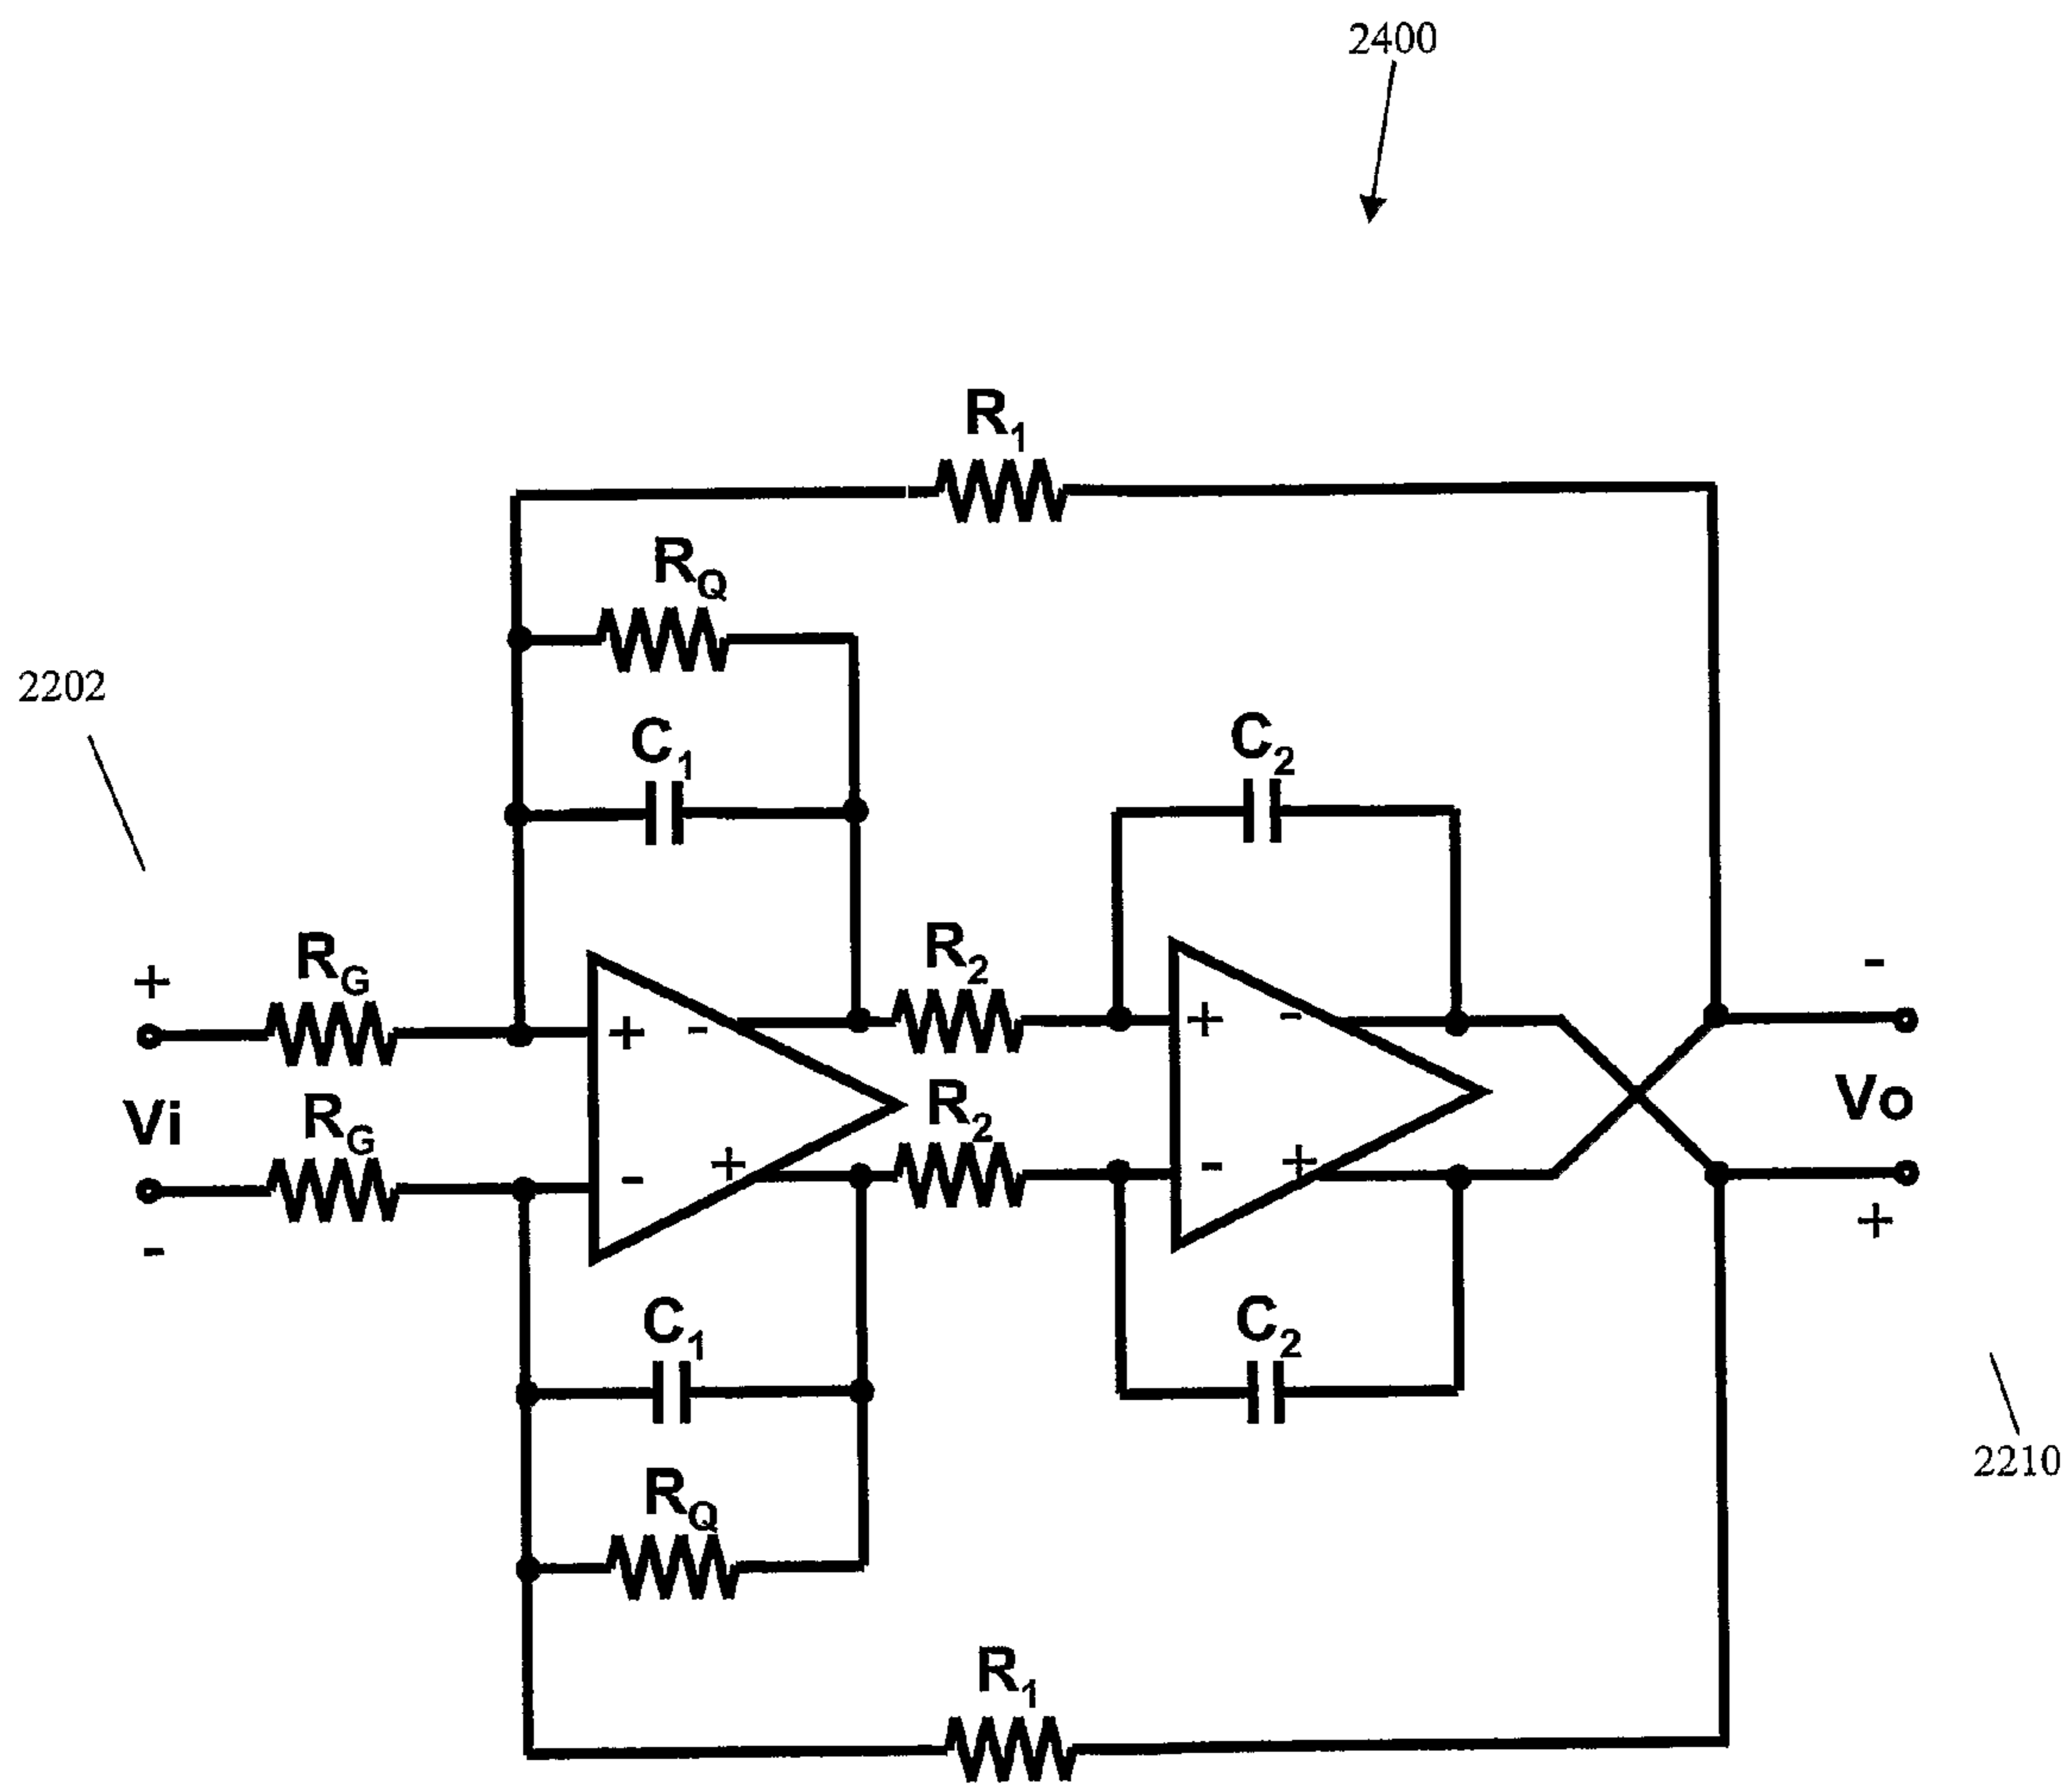 2400
R1
RQ
2202
C1
C2
RG
R2
+
-
+ -
+ -
Vi
RG
R2
Vo
- +
- +
-
+
C1
C2
2210
RQ
R1